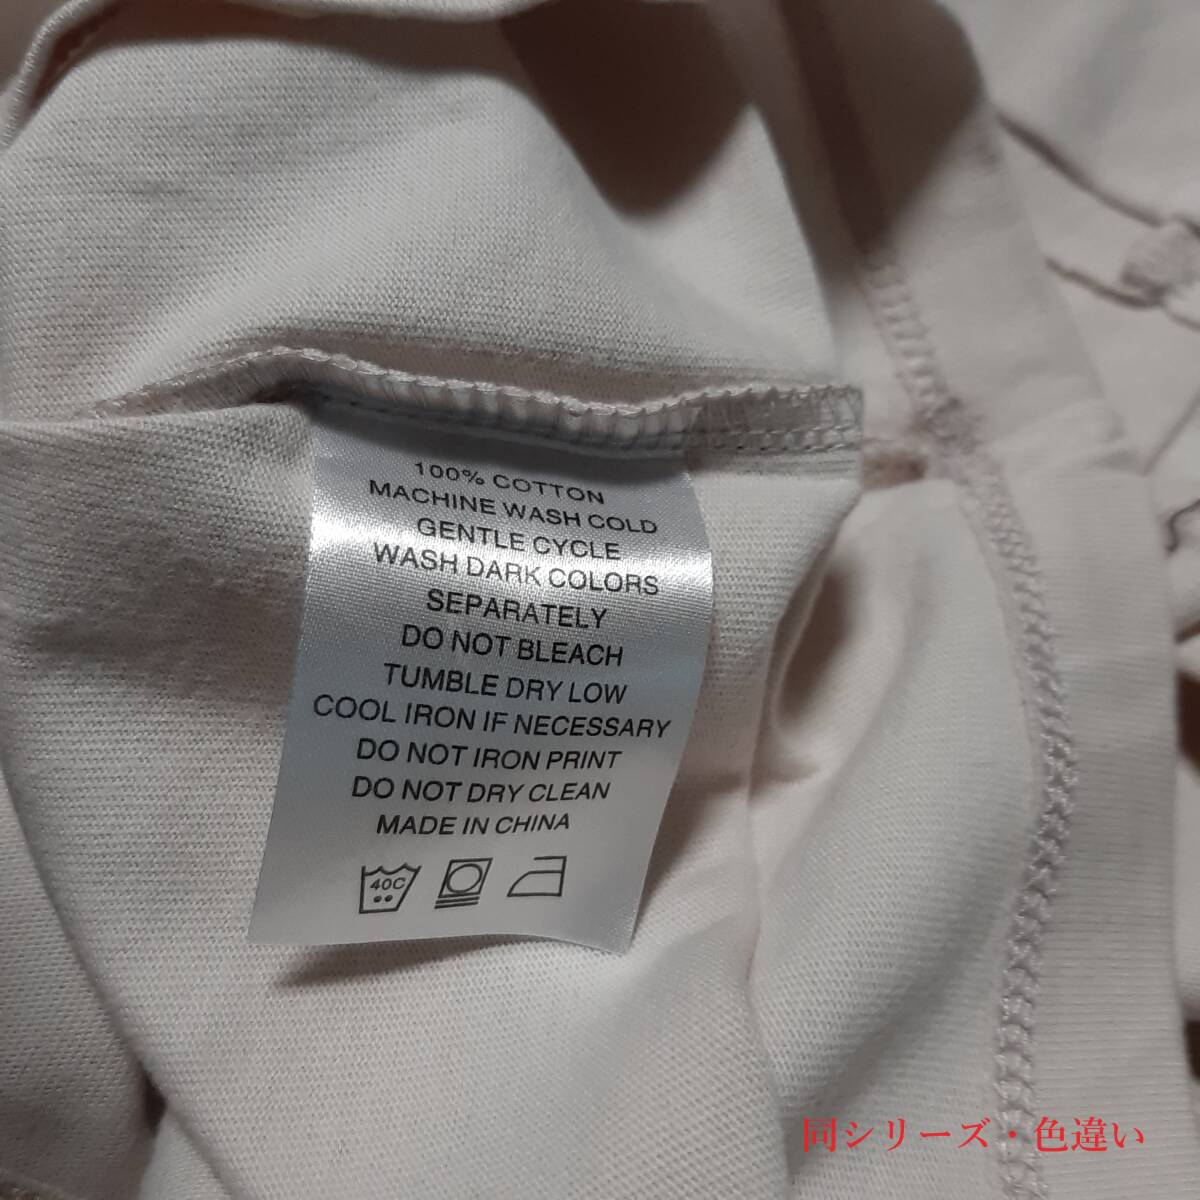 100% COTTON
MACHINE WASH COLD
GENTLE CYCLE
WASH DARK COLORS
SEPARATELY
DO NOT BLEACH
TUMBLE DRY LOW
COOL IRON IF NECESSARY
DO NOT IRON PRINT
DO NOT DRY CLEAN
MADE IN CHINA
40C
同シリーズ・色違い